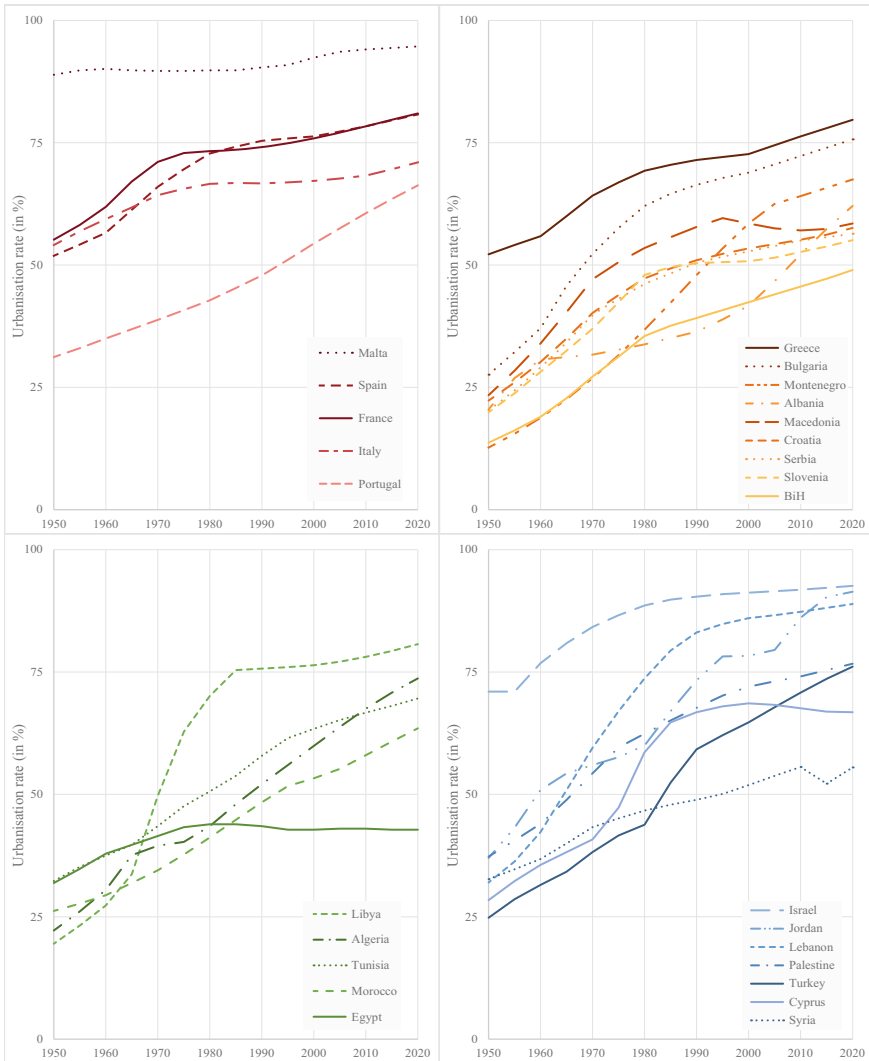 100
75
50
25
0
Urbanisation rate (in %)
Malta
Spain
France
Italy
Portugal
1950 1960 1970 1980 1990 2000 2010 2020
100
75
50
25
0
Urbanisation rate (in %)
Greece
Bulgaria
Montenegro
Albania
Macedonia
Croatia
Serbia
Slovenia
BiH
1950 1960 1970 1980 1990 2000 2010 2020
100
75
50
25
0
Urbanisation rate (in %)
Libya
Algeria
Tunisia
Morocco
Egypt
1950 1960 1970 1980 1990 2000 2010 2020
100
75
50
25
0
Urbanisation rate (in %)
Israel
Jordan
Lebanon
Palestine
Turkey
Cyprus
Syria
1950 1960 1970 1980 1990 2000 2010 2020